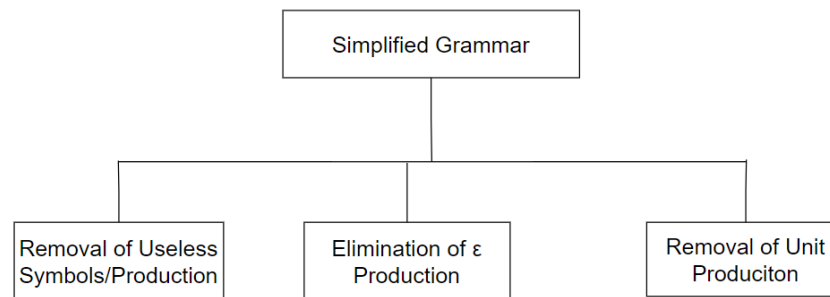 Simplified Grammar
Removal of Useless
Symbols/Production
Elimination of ε
Production
Removal of Unit
Produciton